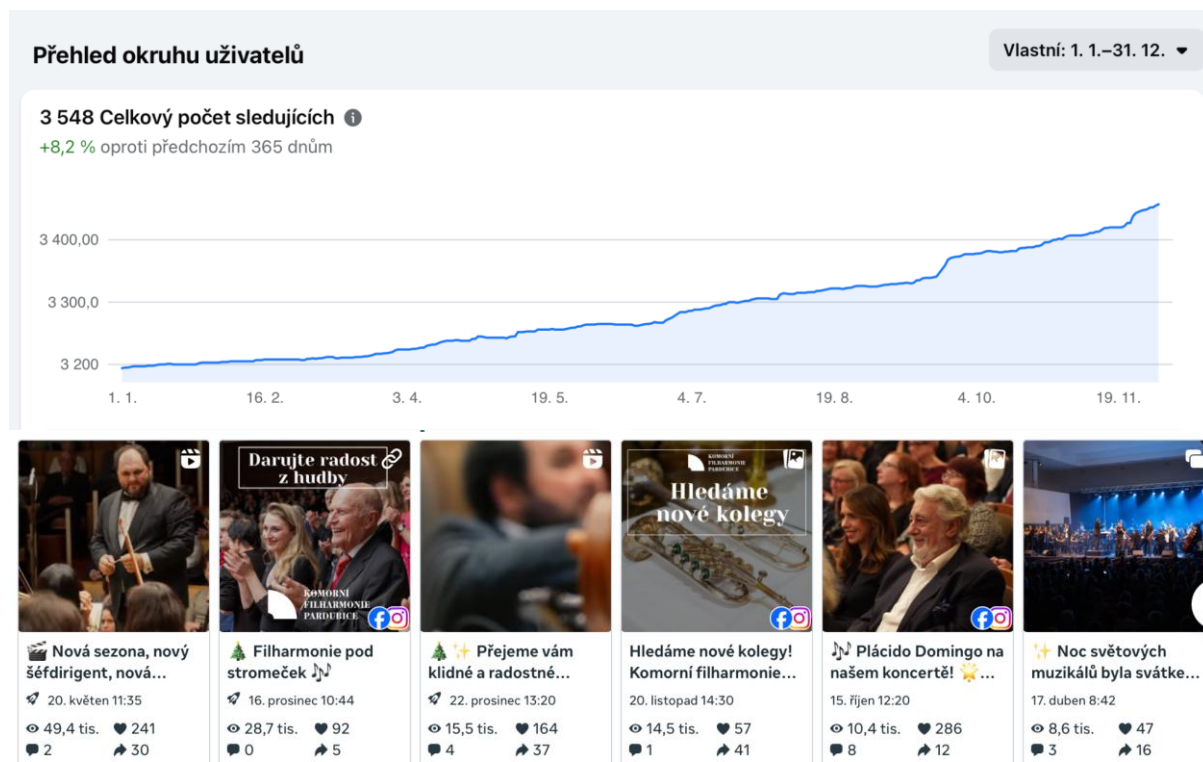 Přehled okruhu uživatelů
Vlastní: 1. 1.–31. 12.
3 548 Celkový počet sledujících
+8,2 % oproti předchozím 365 dnům
3 400,00
3 300,0
3 200
1. 1. 16. 2. 3. 4. 19. 5. 4. 7. 19. 8. 4. 10. 19. 11.
Darujte radost
z hudby
KOMORNÍ
FILHARMONIE
PARDUBICE
KOMORNÍ
FILHARMONIE
PARDUBICE
Hledáme
nové kolegy
🎬 Nová sezona, nový
šéfdirigent, nová...
20. květen 11:35
49,4 tis. 241
2 30
🎄 Filharmonie pod
stromeček 🎶
16. prosinec 10:44
28,7 tis. 92
0 5
🎄✨ Přejeme vám
klidné a radostné...
22. prosinec 13:20
15,5 tis. 164
4 37
Hledáme nové kolegy!
Komorní filharmonie...
20. listopad 14:30
14,5 tis. 57
1 41
🎶 Plácido Domingo na
našem koncertě! 🌟...
15. říjen 12:20
10,4 tis. 286
8 12
✨ Noc světových
muzikálů byla svátke...
17. duben 8:42
8,6 tis. 47
3 16